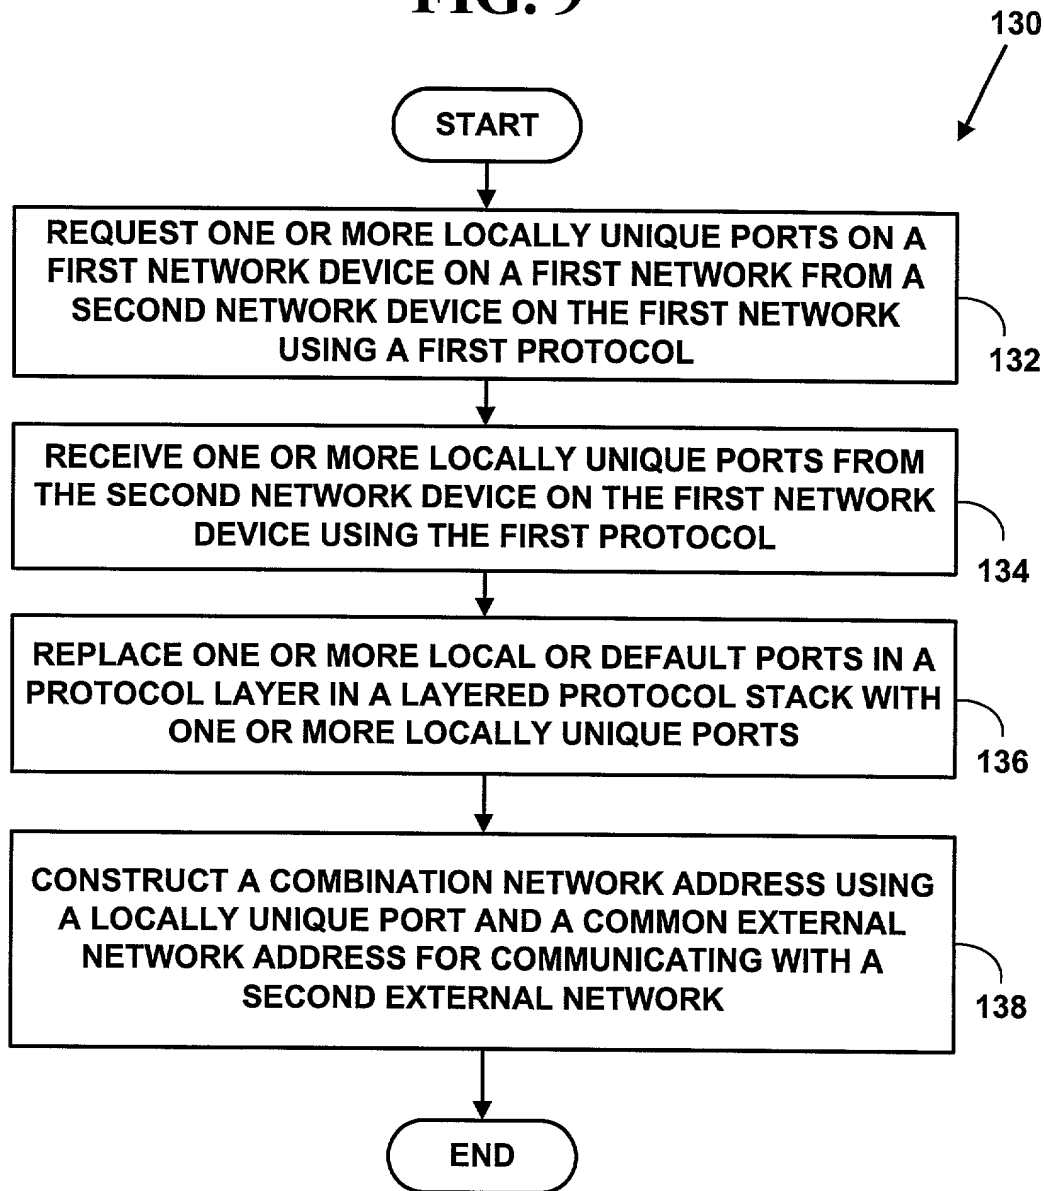 FIG.
130
START
REQUEST ONE OR MORE LOCALLY UNIQUE PORTS ON A
FIRST NETWORK DEVICE ON A FIRST NETWORK FROM A
SECOND NETWORK DEVICE ON THE FIRST NETWORK
USING A FIRST PROTOCOL
132
RECEIVE ONE OR MORE LOCALLY UNIQUE PORTS FROM
THE SECOND NETWORK DEVICE ON THE FIRST NETWORK
DEVICE USING THE FIRST PROTOCOL
134
REPLACE ONE OR MORE LOCAL OR DEFAULT PORTS IN A
PROTOCOL LAYER IN A LAYERED PROTOCOL STACK WITH
ONE OR MORE LOCALLY UNIQUE PORTS
136
CONSTRUCT A COMBINATION NETWORK ADDRESS USING
A LOCALLY UNIQUE PORT AND A COMMON EXTERNAL
NETWORK ADDRESS FOR COMMUNICATING WITH A
SECOND EXTERNAL NETWORK
138
END